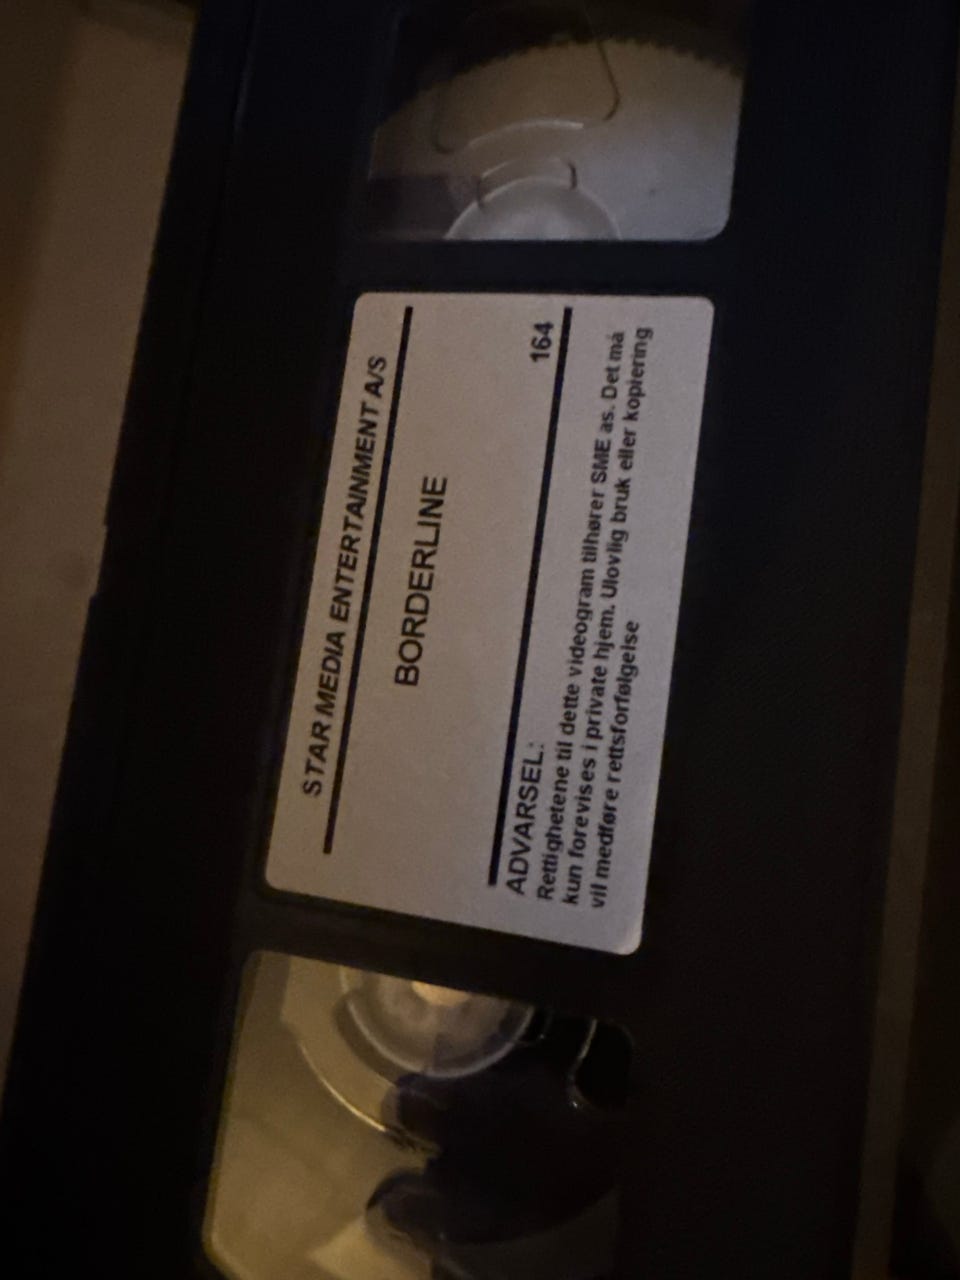 STAR MEDIA ENTERTAINMENT A/S
BORDERLINE
164
ADVARSEL:
Rettighetene til dette videogram tilhører SME as. Det må
kun forevises i private hjem. Ulovlig bruk eller kopiering
vil medføre rettsforfølgelse